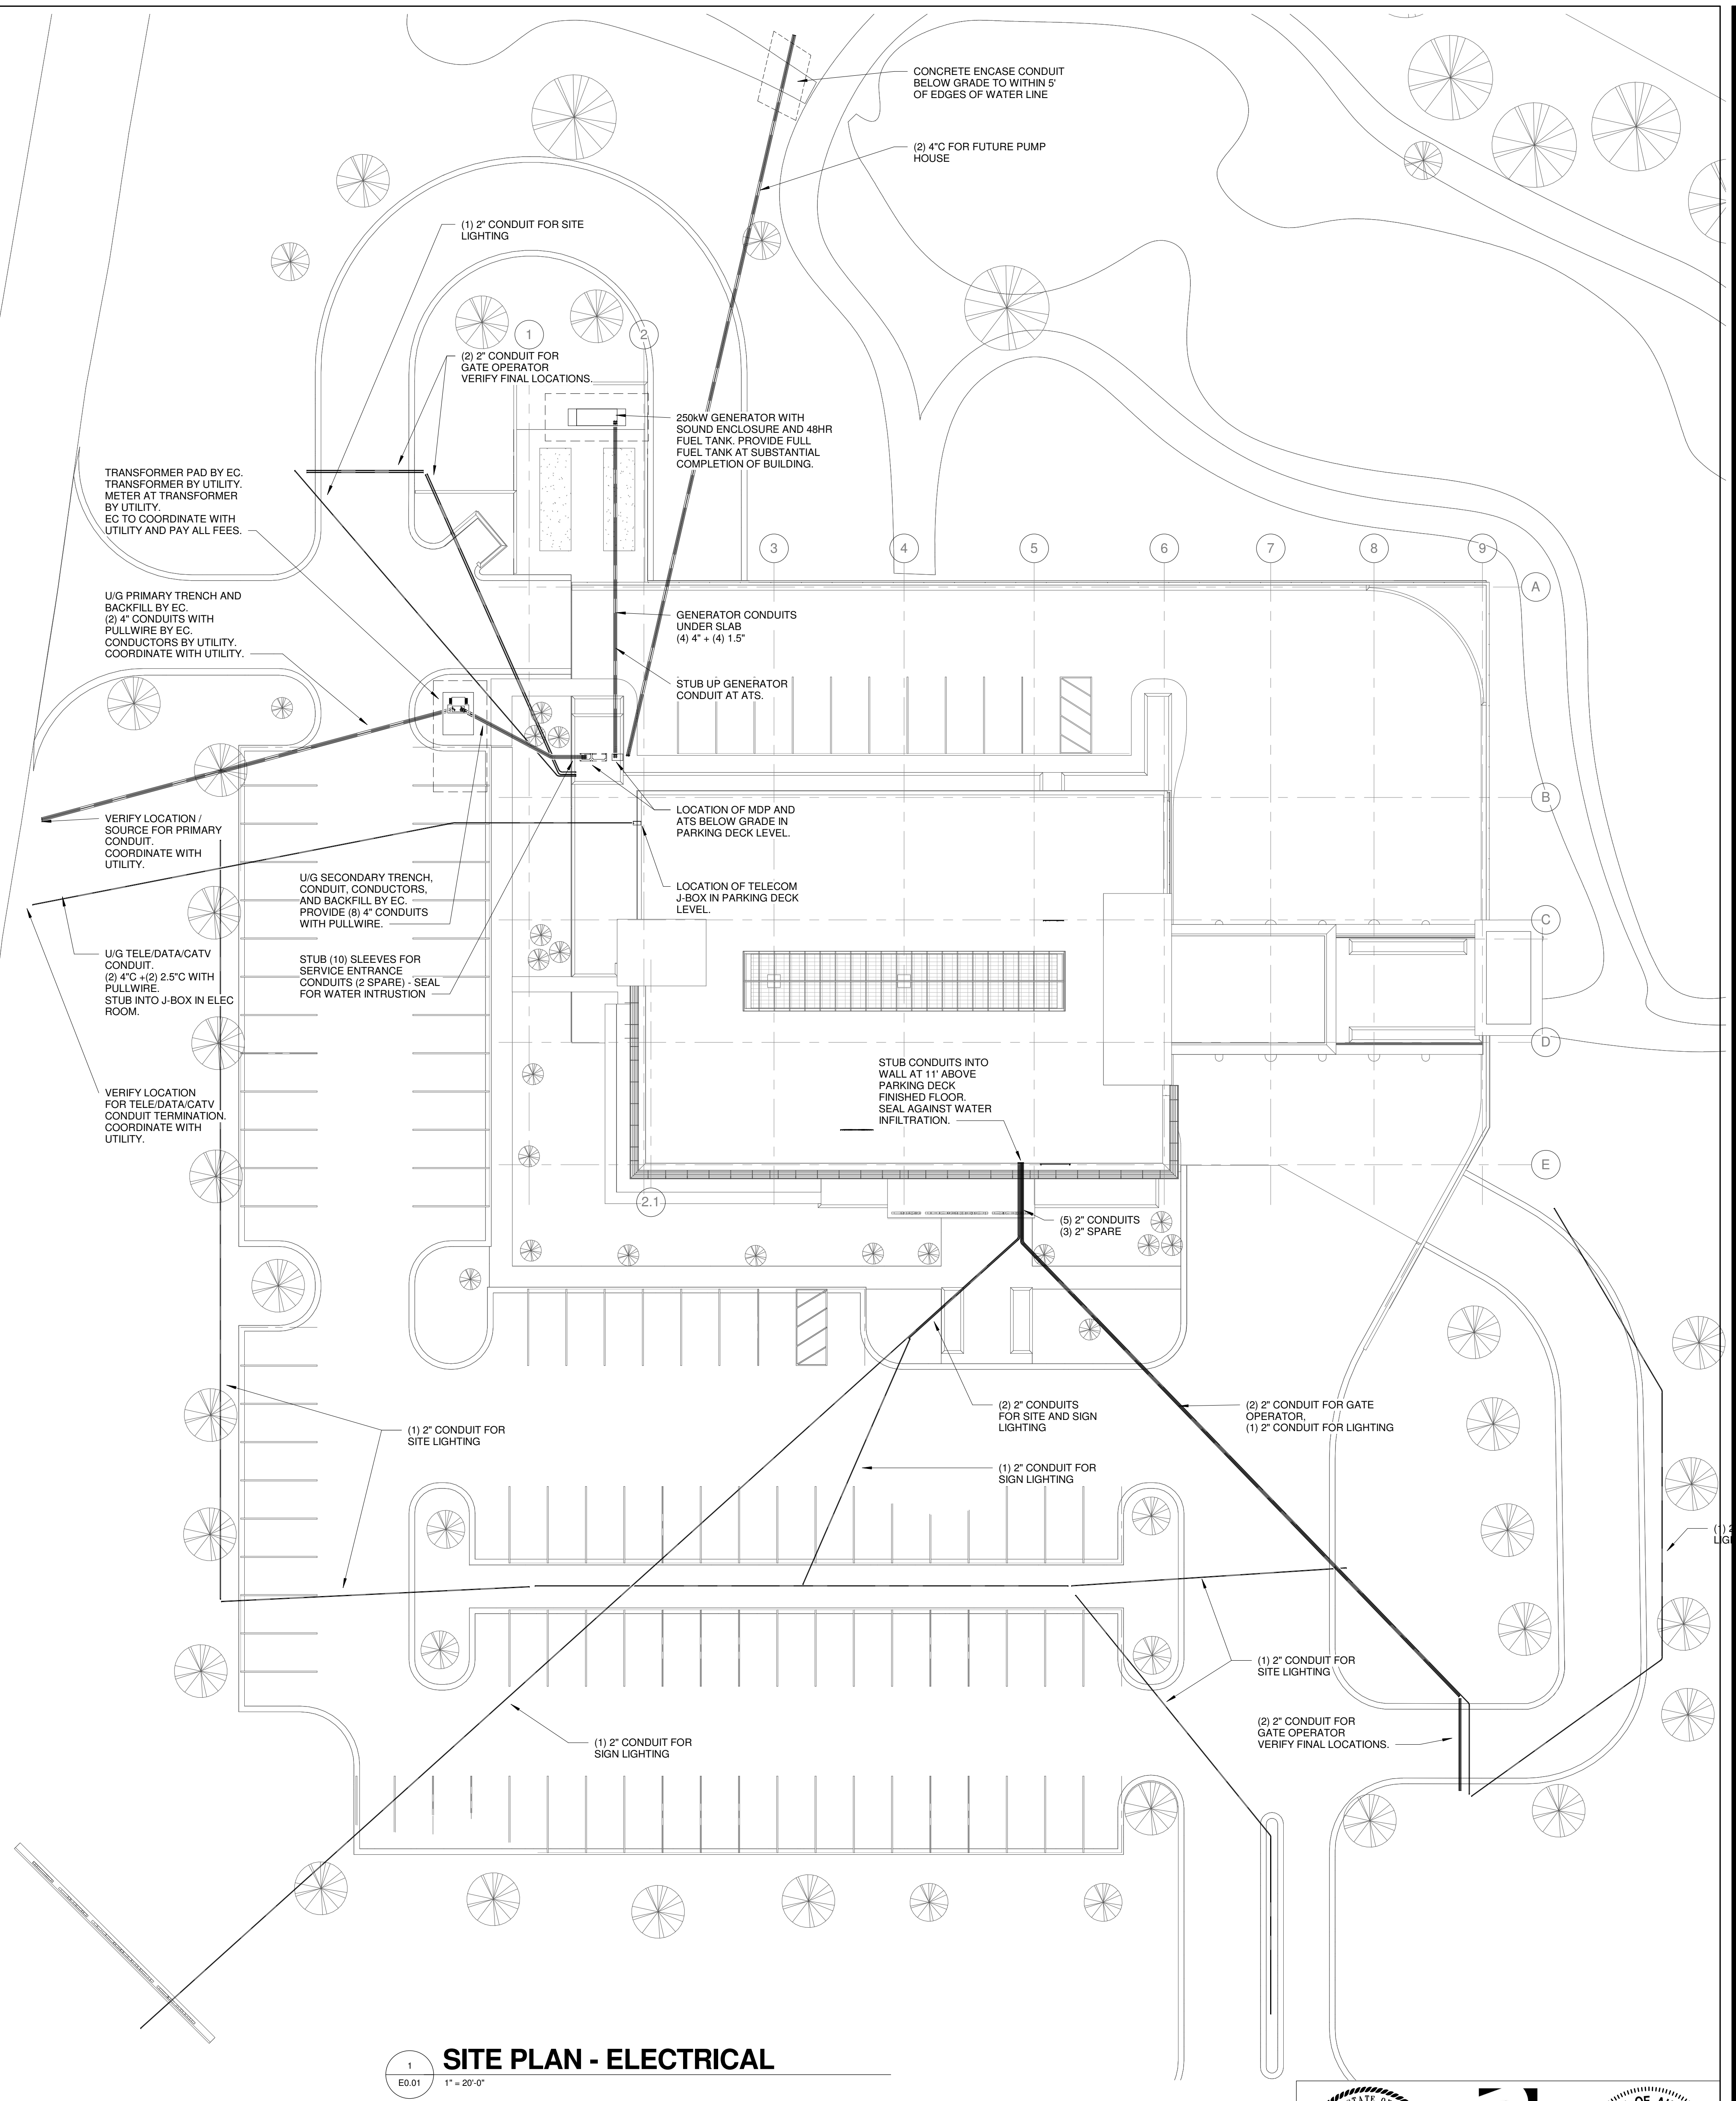 CONCRETE ENCASE CONDUIT
BELOW GRADE TO WITHIN 5'
OF EDGES OF WATER LINE
(2) 4"C FOR FUTURE PUMP
HOUSE
(1) 2" CONDUIT FOR SITE
LIGHTING
1
2
(2) 2" CONDUIT FOR
GATE OPERATOR
VERIFY FINAL LOCATIONS.
250kW GENERATOR WITH
SOUND ENCLOSURE AND 48HR
FUEL TANK. PROVIDE FULL
FUEL TANK AT SUBSTANTIAL
COMPLETION OF BUILDING.
TRANSFORMER PAD BY EC.
TRANSFORMER BY UTILITY.
METER AT TRANSFORMER
BY UTILITY.
EC TO COORDINATE WITH
UTILITY AND PAY ALL FEES.
3
4
5
6
7
8
9
A
U/G PRIMARY TRENCH AND
BACKFILL BY EC.
(2) 4" CONDUITS WITH
PULLWIRE BY EC.
CONDUCTORS BY UTILITY.
COORDINATE WITH UTILITY.
GENERATOR CONDUITS
UNDER SLAB
(4) 4" + (4) 1.5"
STUB UP GENERATOR
CONDUIT AT ATS.
B
LOCATION OF MDP AND
ATS BELOW GRADE IN
PARKING DECK LEVEL.
VERIFY LOCATION /
SOURCE FOR PRIMARY
CONDUIT.
COORDINATE WITH
UTILITY.
U/G SECONDARY TRENCH,
CONDUIT, CONDUCTORS,
AND BACKFILL BY EC.
PROVIDE (8) 4" CONDUITS
WITH PULLWIRE.
LOCATION OF TELECOM
J-BOX IN PARKING DECK
LEVEL.
C
U/G TELE/DATA/CATV
CONDUIT.
(2) 4"C +(2) 2.5"C WITH
PULLWIRE.
STUB INTO J-BOX IN ELEC
ROOM.
STUB (10) SLEEVES FOR
SERVICE ENTRANCE
CONDUITS (2 SPARE) - SEAL
FOR WATER INTRUSTION
D
STUB CONDUITS INTO
WALL AT 11' ABOVE
PARKING DECK
FINISHED FLOOR.
SEAL AGAINST WATER
INFILTRATION.
VERIFY LOCATION
FOR TELE/DATA/CATV
CONDUIT TERMINATION.
COORDINATE WITH
UTILITY.
E
2.1
(5) 2" CONDUITS
(3) 2" SPARE
(2) 2" CONDUITS
FOR SITE AND SIGN
LIGHTING
(2) 2" CONDUIT FOR GATE
OPERATOR,
(1) 2" CONDUIT FOR LIGHTING
(1) 2" CONDUIT FOR
SITE LIGHTING
(1) 2" CONDUIT FOR
SIGN LIGHTING
(1) 2
(1) 2" CONDUIT FOR
SITE LIGHTING
(2) 2" CONDUIT FOR
GATE OPERATOR
VERIFY FINAL LOCATIONS.
(1) 2" CONDUIT FOR
SIGN LIGHTING
1
E0.01
SITE PLAN - ELECTRICAL
1" = 20'-0"